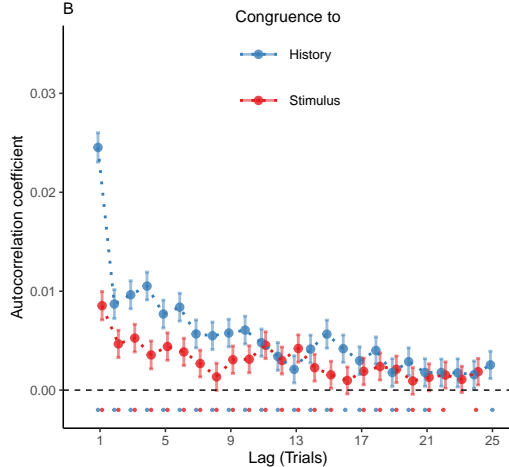 B
Congruence to
History
Stimulus
Autocorrelation coefficient
0.03
0.02
0.01
0.00
1 5 9 13 17 21 25
Lag (Trials)